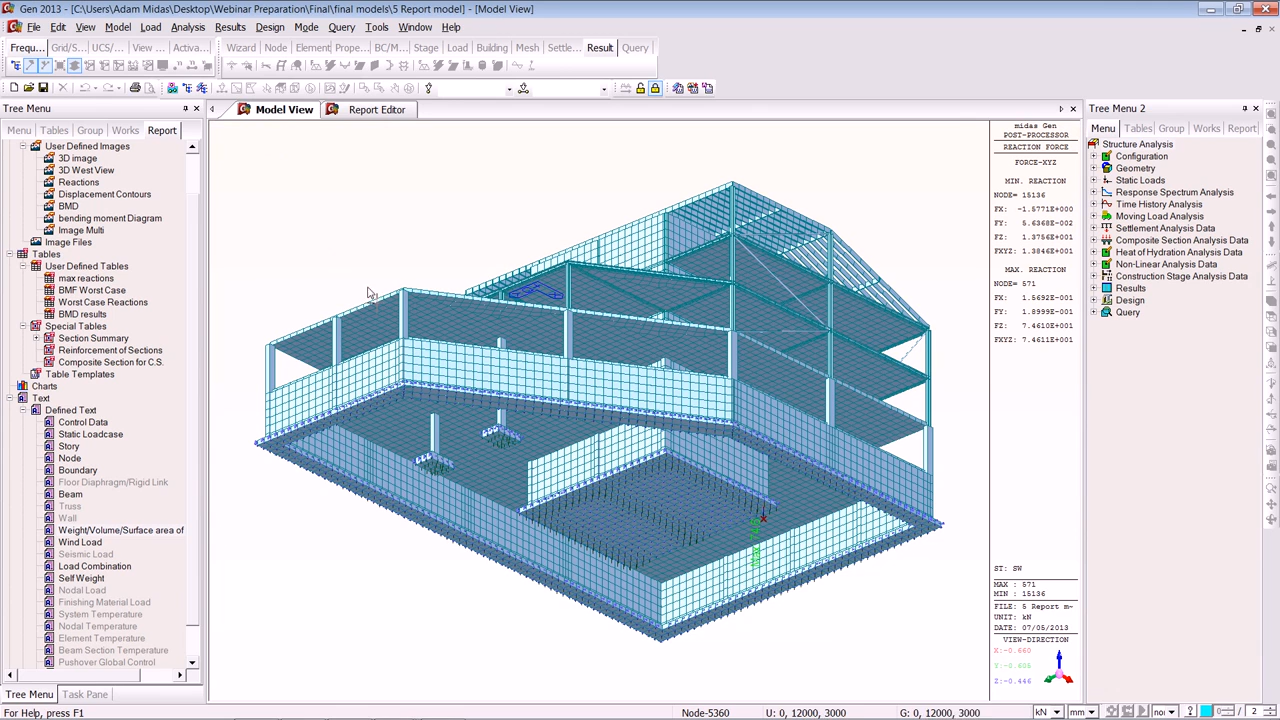 Gen 2013 - [C:\Users\Adam Midas\Desktop\Webinar Preparation\Final\final models\5 Report model] - [Model View]
File Edit View Model Load Analysis Results Design Mode Query Tools Window Help
Frequ... Grid/S... UCS/... View ... Activa... Wizard Node Element Prope... BC/M... Stage Load Building Mesh Settle... Result Query
Tree Menu
Menu Tables Group Works Report
User Defined Images
3D image
3D West View
Reactions
Displacement Contours
BMD
bending moment Diagram
Image Multi
Image Files
Tables
User Defined Tables
max reactions
BMF Worst Case
Worst Case Reactions
BMD results
Special Tables
Section Summary
Reinforcement of Sections
Composite Section for C.S.
Table Templates
Charts
Text
Defined Text
Control Data
Static Loadcase
Story
Node
Boundary
Floor Diaphragm/Rigid Link
Beam
Truss
Wall
Weight/Volume/Surface area of
Wind Load
Seismic Load
Load Combination
Self Weight
Nodal Load
Finishing Material Load
System Temperature
Nodal Temperature
Element Temperature
Beam Section Temperature
Pushover Global Control
Tree Menu Task Pane
Model View Report Editor
midas Gen
POST-PROCESSOR
REACTION FORCE
FORCE-XYZ
MIN. REACTION
NODE= 15136
FX: -1.5771E+000
FY: 5.6368E-002
FZ: 1.3756E+001
FXYZ: 1.3846E+001
MAX. REACTION
NODE= 571
FX: 1.5692E+001
FY: 1.8999E+000
FZ: 7.4610E+001
FXYZ: 7.4611E+001
ST: SW
MAX : 571
MIN : 15136
FILE: 5 Report m~
UNIT: kN
DATE: 07/05/2013
VIEW-DIRECTION
X:-0.660
Y:-0.605
Z:-0.446
Tree Menu 2
Menu Tables Group Works Report
Structure Analysis
Configuration
Geometry
Static Loads
Response Spectrum Analysis
Time History Analysis
Moving Load Analysis
Settlement Analysis Data
Composite Section Analysis Data
Heat of Hydration Analysis Data
Non-Linear Analysis Data
Construction Stage Analysis Data
Results
Design
Query
For Help, press F1 Node-5360 U: 0, 12000, 3000 G: 0, 12000, 3000 kN mm no / 2